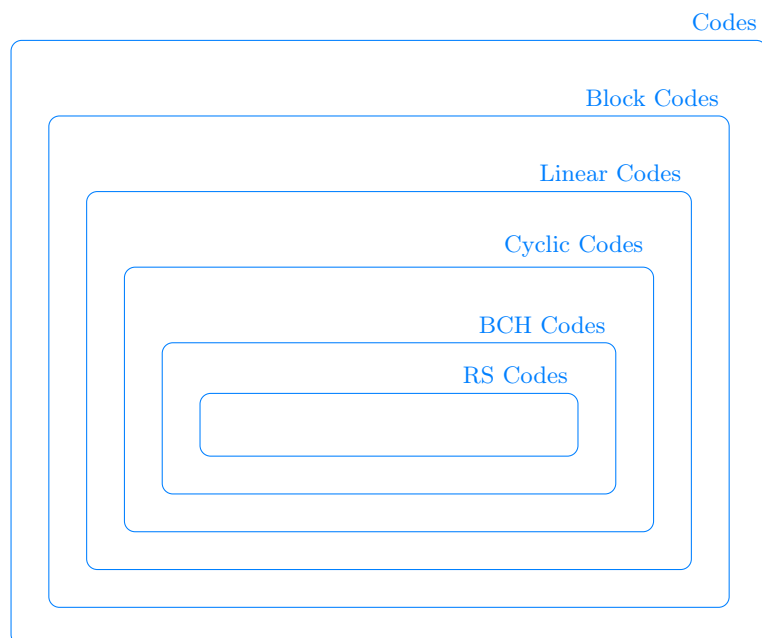 Codes
Block Codes
Linear Codes
Cyclic Codes
BCH Codes
RS Codes